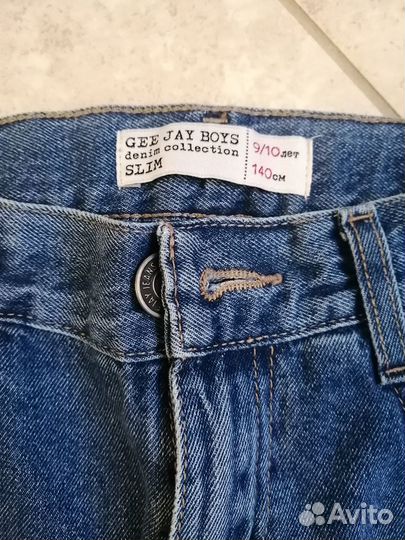 GEE JAY BOYS
denim collection
SLIM
9/10 лет
140 см
Avito